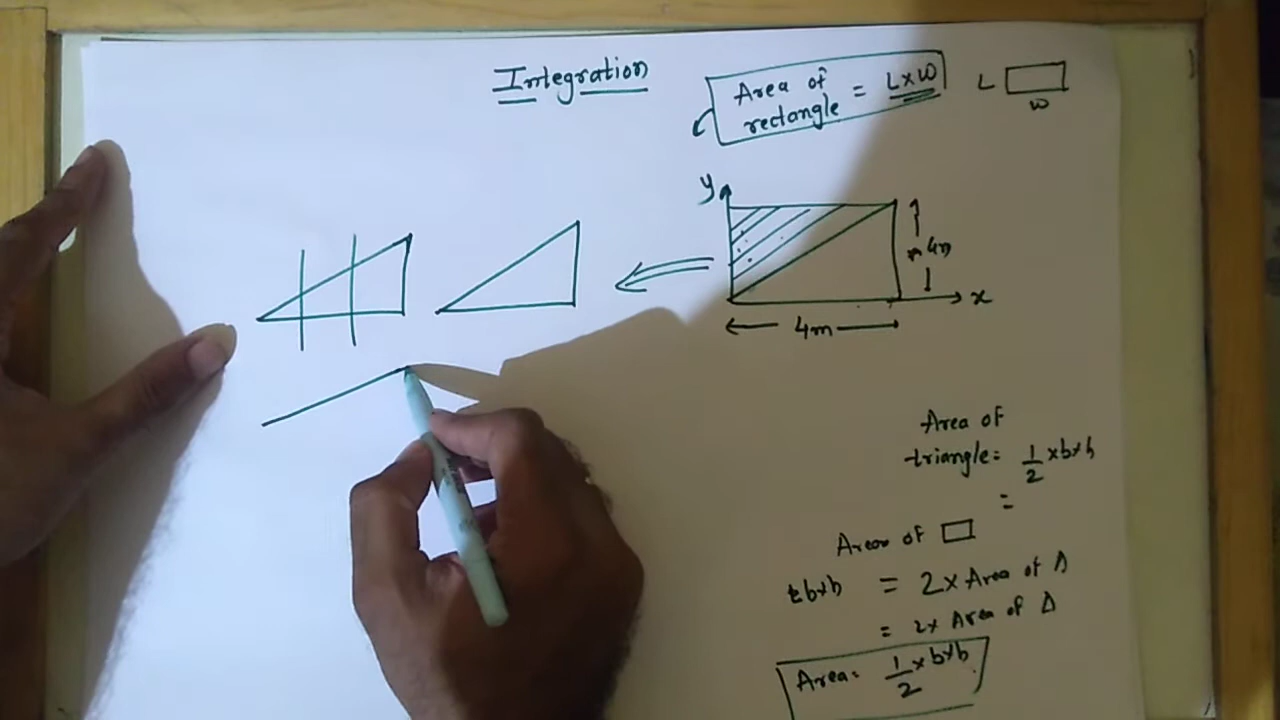 Integration
Area of
rectangle = L×W
L
W
y
4m
x
4m
Area of
triangle = 1/2 × b × h
=
Area of
b×h = 2× Area of Δ
= 2× Area of Δ
Area = 1/2 × b×h